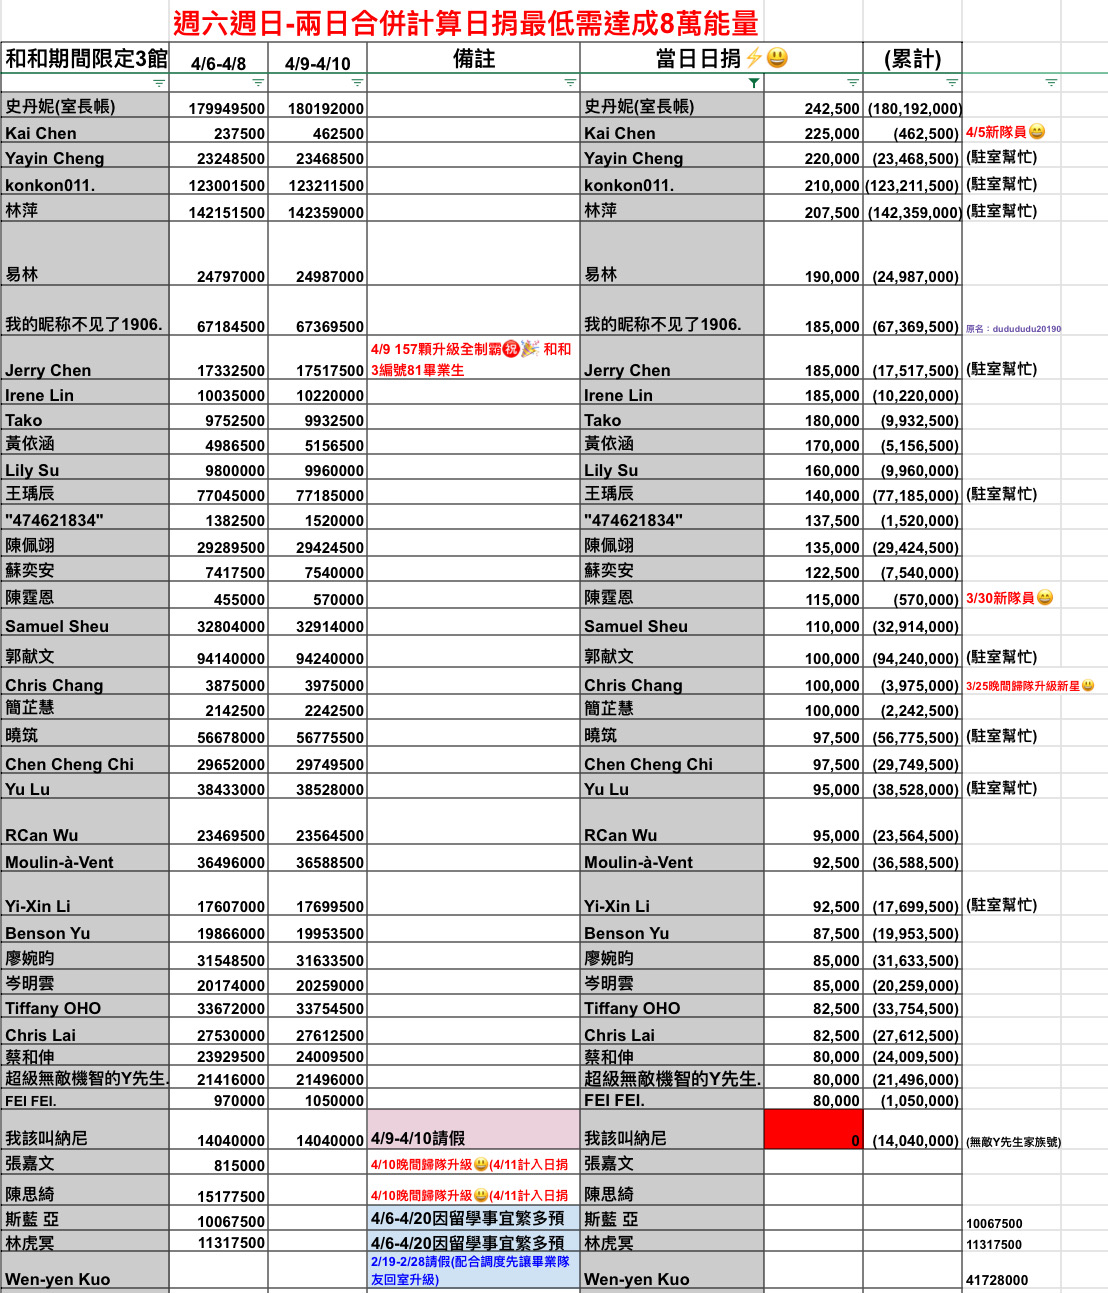 週六週日-兩日合併計算日捐最低需達成8萬能量
和和期間限定3館 4/6-4/8 4/9-4/10 備註 當日日捐⚡😃 (累計)
史丹妮(室長帳) 179949500 180192000 史丹妮(室長帳) 242,500 (180,192,000)
Kai Chen 237500 462500 Kai Chen 225,000 (462,500) 4/5新隊員😄
Yayin Cheng 23248500 23468500 Yayin Cheng 220,000 (23,468,500) (駐室幫忙)
konkon011. 123001500 123211500 konkon011. 210,000 (123,211,500) (駐室幫忙)
林萍 142151500 142359000 林萍 207,500 (142,359,000) (駐室幫忙)
易林 24797000 24987000 易林 190,000 (24,987,000)
我的昵称不见了1906. 67184500 67369500 我的昵称不见了1906. 185,000 (67,369,500) 原名：dudududu20190
4/9 157顆升級全制霸㊗️🎉 和和
3編號81畢業生
Jerry Chen 17332500 17517500 Jerry Chen 185,000 (17,517,500) (駐室幫忙)
Irene Lin 10035000 10220000 Irene Lin 185,000 (10,220,000)
Tako 9752500 9932500 Tako 180,000 (9,932,500)
黃依涵 4986500 5156500 黃依涵 170,000 (5,156,500)
Lily Su 9800000 9960000 Lily Su 160,000 (9,960,000)
王瑀辰 77045000 77185000 王瑀辰 140,000 (77,185,000) (駐室幫忙)
"474621834" 1382500 1520000 "474621834" 137,500 (1,520,000)
陳佩翊 29289500 29424500 陳佩翊 135,000 (29,424,500)
蘇奕安 7417500 7540000 蘇奕安 122,500 (7,540,000)
陳霆恩 455000 570000 陳霆恩 115,000 (570,000) 3/30新隊員😄
Samuel Sheu 32804000 32914000 Samuel Sheu 110,000 (32,914,000)
郭献文 94140000 94240000 郭献文 100,000 (94,240,000) (駐室幫忙)
Chris Chang 3875000 3975000 Chris Chang 100,000 (3,975,000) 3/25晚間歸隊升級新星😃
簡芷慧 2142500 2242500 簡芷慧 100,000 (2,242,500)
曉筑 56678000 56775500 曉筑 97,500 (56,775,500) (駐室幫忙)
Chen Cheng Chi 29652000 29749500 Chen Cheng Chi 97,500 (29,749,500)
Yu Lu 38433000 38528000 Yu Lu 95,000 (38,528,000) (駐室幫忙)
RCan Wu 23469500 23564500 RCan Wu 95,000 (23,564,500)
Moulin-à-Vent 36496000 36588500 Moulin-à-Vent 92,500 (36,588,500)
Yi-Xin Li 17607000 17699500 Yi-Xin Li 92,500 (17,699,500) (駐室幫忙)
Benson Yu 19866000 19953500 Benson Yu 87,500 (19,953,500)
廖婉昀 31548500 31633500 廖婉昀 85,000 (31,633,500)
岑明雲 20174000 20259000 岑明雲 85,000 (20,259,000)
Tiffany OHO 33672000 33754500 Tiffany OHO 82,500 (33,754,500)
Chris Lai 27530000 27612500 Chris Lai 82,500 (27,612,500)
蔡和伸 23929500 24009500 蔡和伸 80,000 (24,009,500)
超級無敵機智的Y先生. 21416000 21496000 超級無敵機智的Y先生. 80,000 (21,496,000)
FEI FEI. 970000 1050000 FEI FEI. 80,000 (1,050,000)
我該叫納尼 14040000 14040000 4/9-4/10請假 我該叫納尼 0 (14,040,000) (無敵Y先生家族號)
張嘉文 815000 4/10晚間歸隊升級😃(4/11計入日捐 張嘉文
陳思綺 15177500 4/10晚間歸隊升級😃(4/11計入日捐 陳思綺
斯藍 亞 10067500 4/6-4/20因留學事宜繁多預 斯藍 亞 10067500
林虎冥 11317500 4/6-4/20因留學事宜繁多預 林虎冥 11317500
2/19-2/28請假(配合調度先讓畢業隊
友回室升級)
Wen-yen Kuo Wen-yen Kuo 41728000